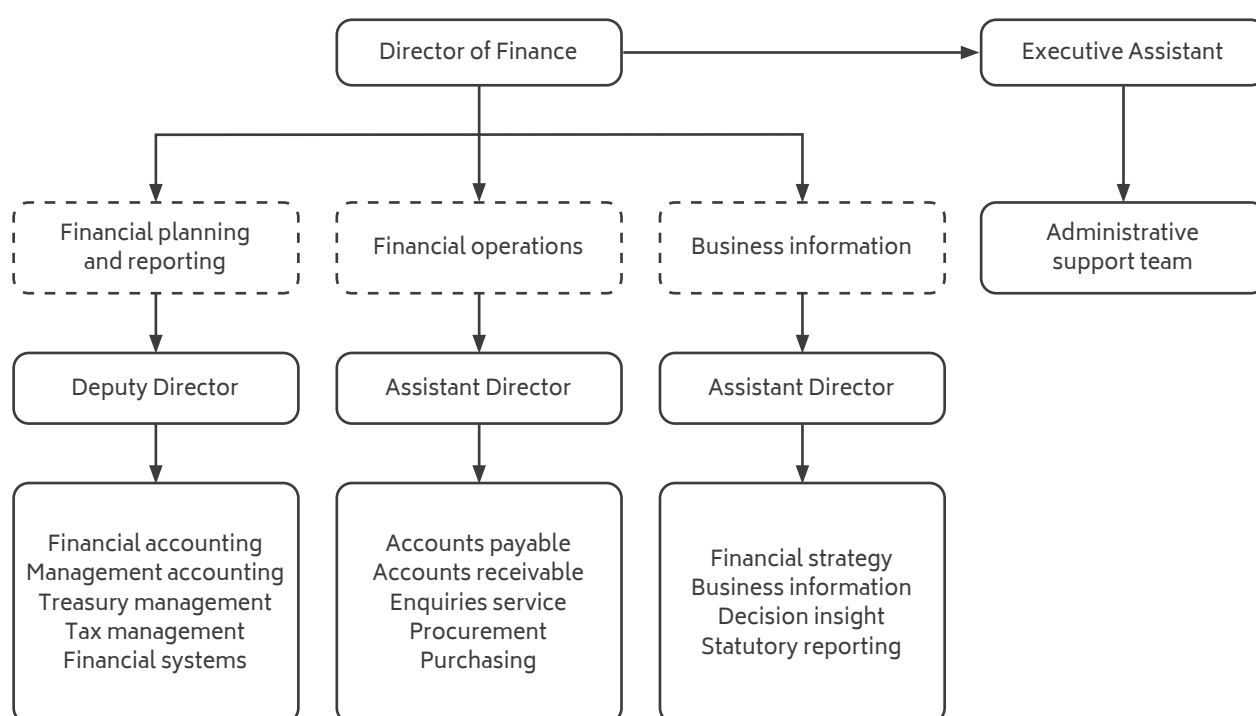 Director of Finance
Executive Assistant
Financial planning
and reporting
Financial operations
Business information
Administrative
support team
Deputy Director
Assistant Director
Assistant Director
Financial accounting
Management accounting
Treasury management
Tax management
Financial systems
Accounts payable
Accounts receivable
Enquiries service
Procurement
Purchasing
Financial strategy
Business information
Decision insight
Statutory reporting